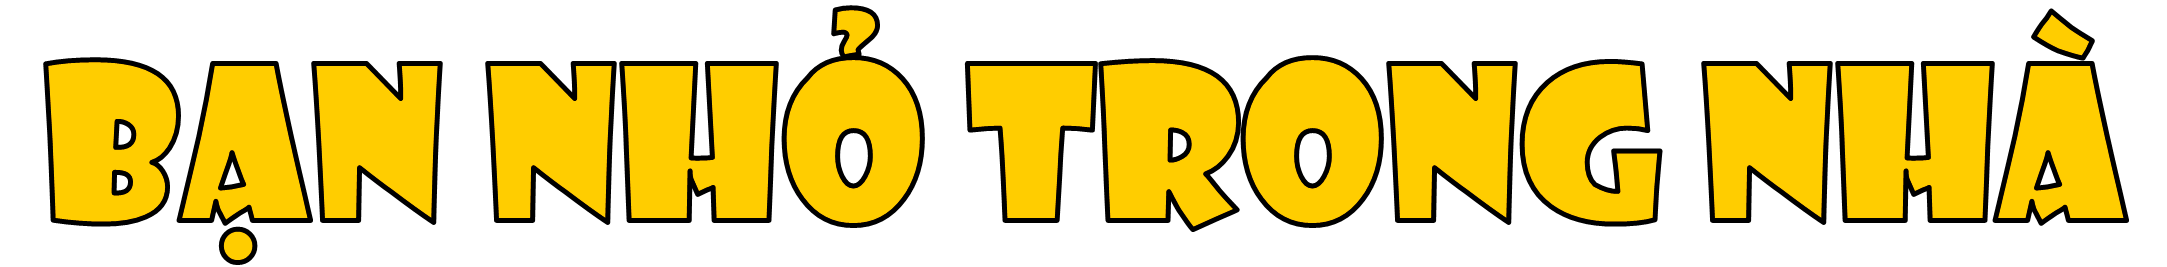 BẠN NHỎ TRONG NHÀ